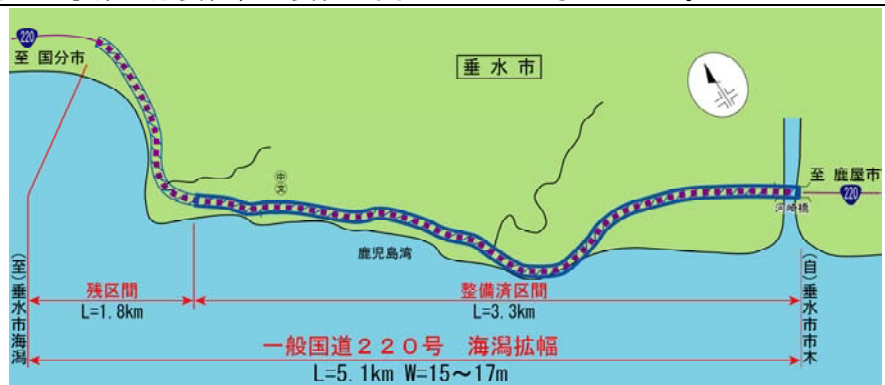 220
至 国分市
垂水市
中
文
至 鹿屋市
220
河崎橋
鹿児島湾
(至)垂水市海潟
残区間
L=1.8km
整備済区間
L=3.3km
(自)垂水市市木
一般国道220号 海潟拡幅
L=5.1km W=15~17m